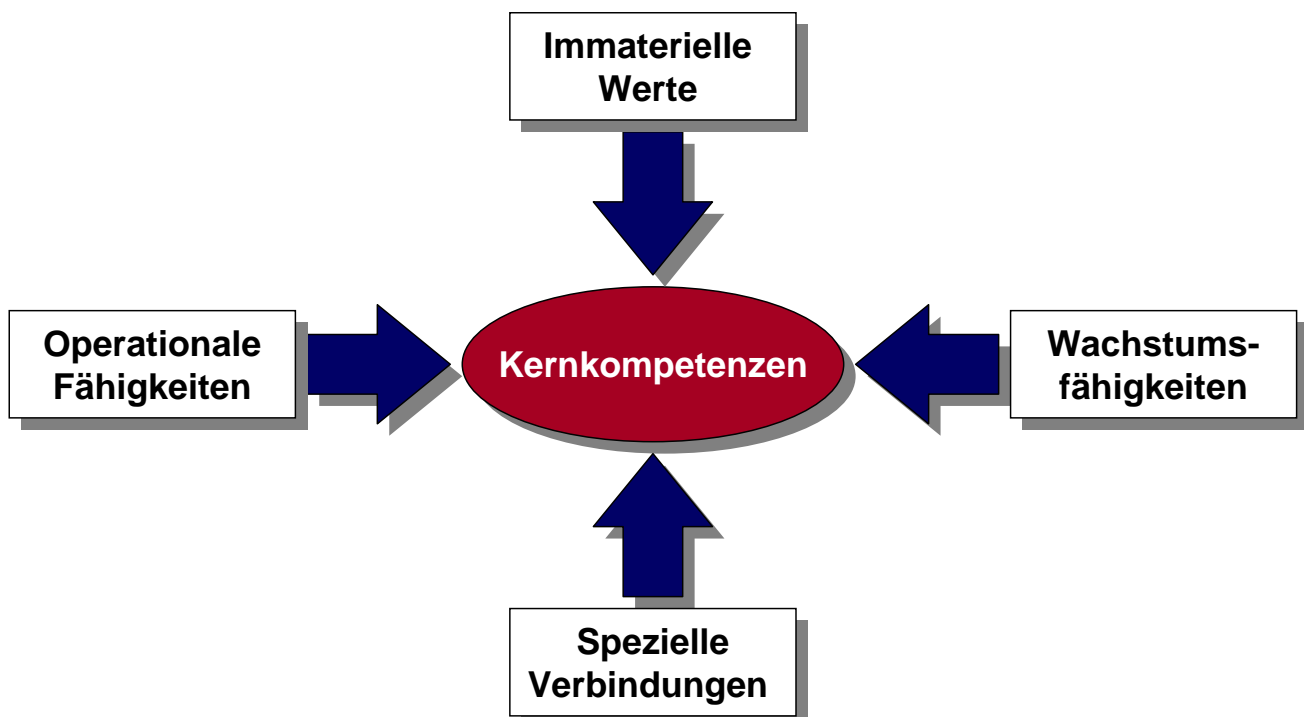 Immaterielle
Werte
Operationale
Fähigkeiten
Kernkompetenzen
Wachstums-
fähigkeiten
Spezielle
Verbindungen